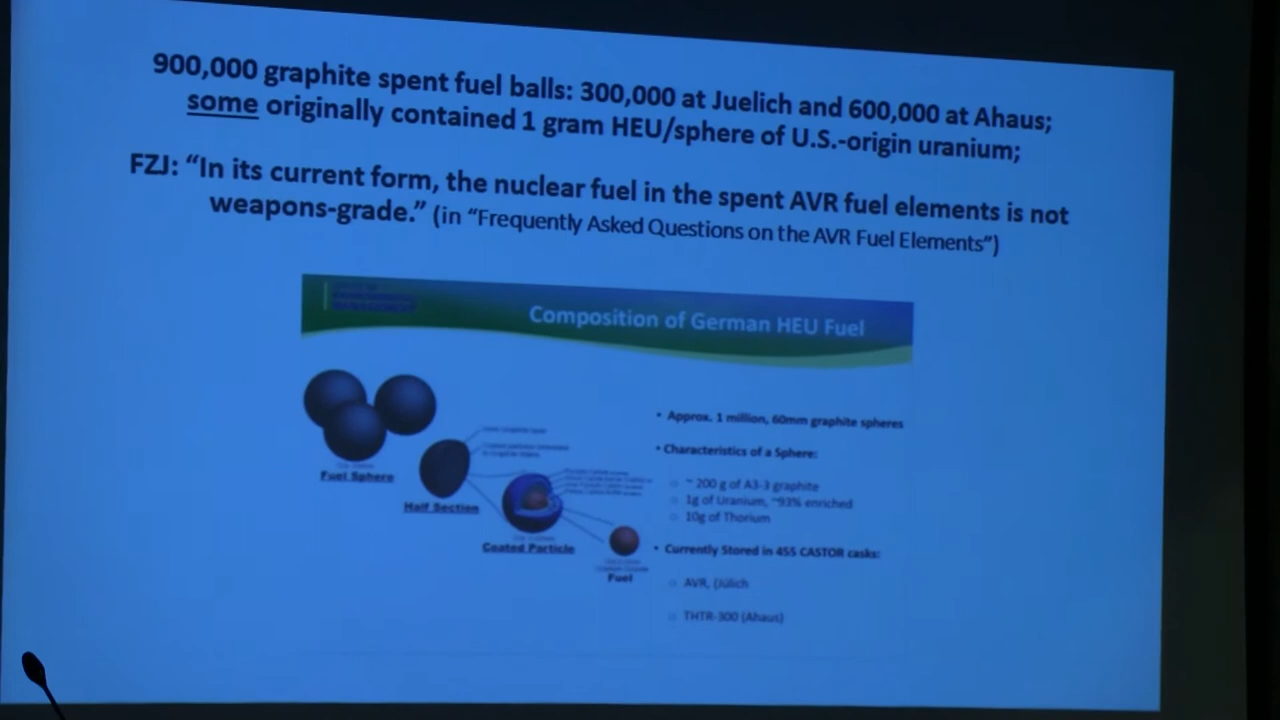 900,000 graphite spent fuel balls: 300,000 at Juelich and 600,000 at Ahaus;
some originally contained 1 gram HEU/sphere of U.S.-origin uranium;
FZJ: “In its current form, the nuclear fuel in the spent AVR fuel elements is not
weapons-grade.” (in “Frequently Asked Questions on the AVR Fuel Elements”)
Composition of German HEU Fuel
Fuel Sphere
Half Section
Coated Particle
Fuel
• Approx. 1 million, 60mm graphite spheres
• Characteristics of a Sphere:
○ ~ 200 g of A3-3 graphite
○ 1g of Uranium, ~93% enriched
○ 10g of Thorium
• Currently Stored in 455 CASTOR casks:
○ AVR, (Jülich
○ THTR-300 (Ahaus)